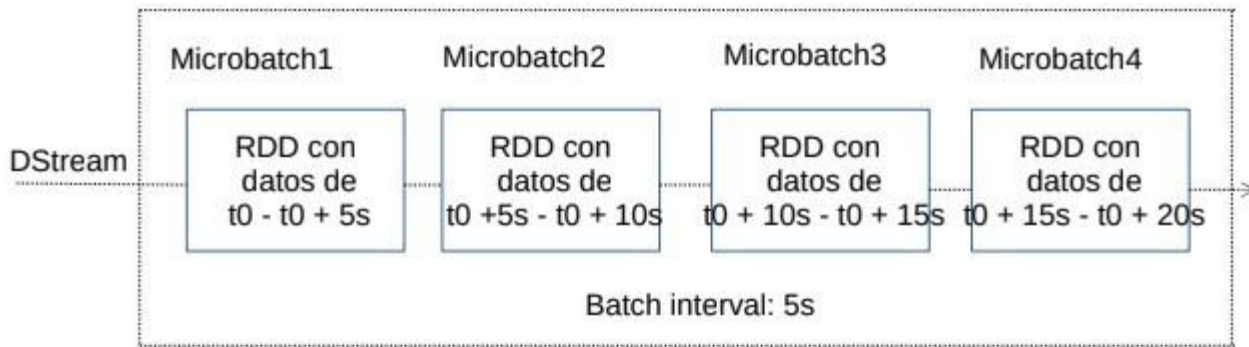 Microbatch1
Microbatch2
Microbatch3
Microbatch4
DStream
RDD con
datos de
t0 - t0 + 5s
RDD con
datos de
t0 +5s - t0 + 10s
RDD con
datos de
t0 + 10s - t0 + 15s
RDD con
datos de
t0 + 15s - t0 + 20s
Batch interval: 5s